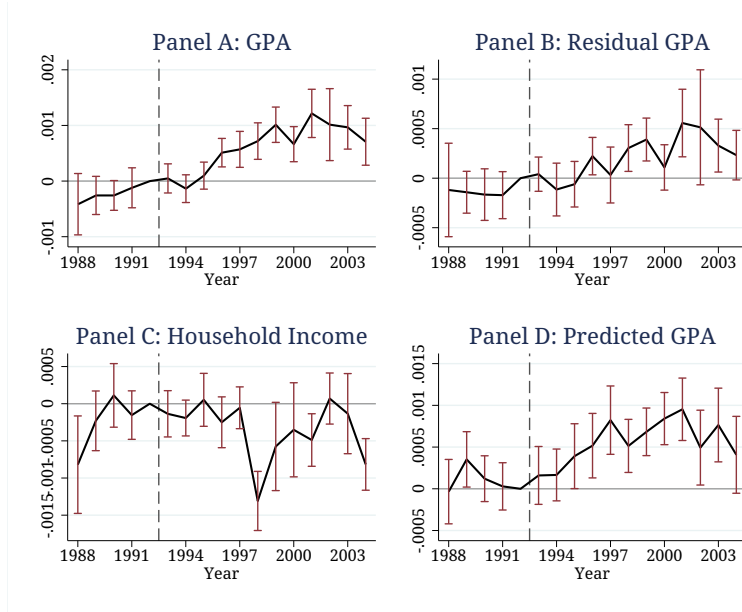 Panel A: GPA
.002
.001
0
-.001
1988 1991 1994 1997 2000 2003
Year
Panel B: Residual GPA
.001
.0005
0
-.0005
1988 1991 1994 1997 2000 2003
Year
Panel C: Household Income
.0005
0
-.0005
-.001
-.0015
1988 1991 1994 1997 2000 2003
Year
Panel D: Predicted GPA
.0015
.001
.0005
0
-.0005
1988 1991 1994 1997 2000 2003
Year